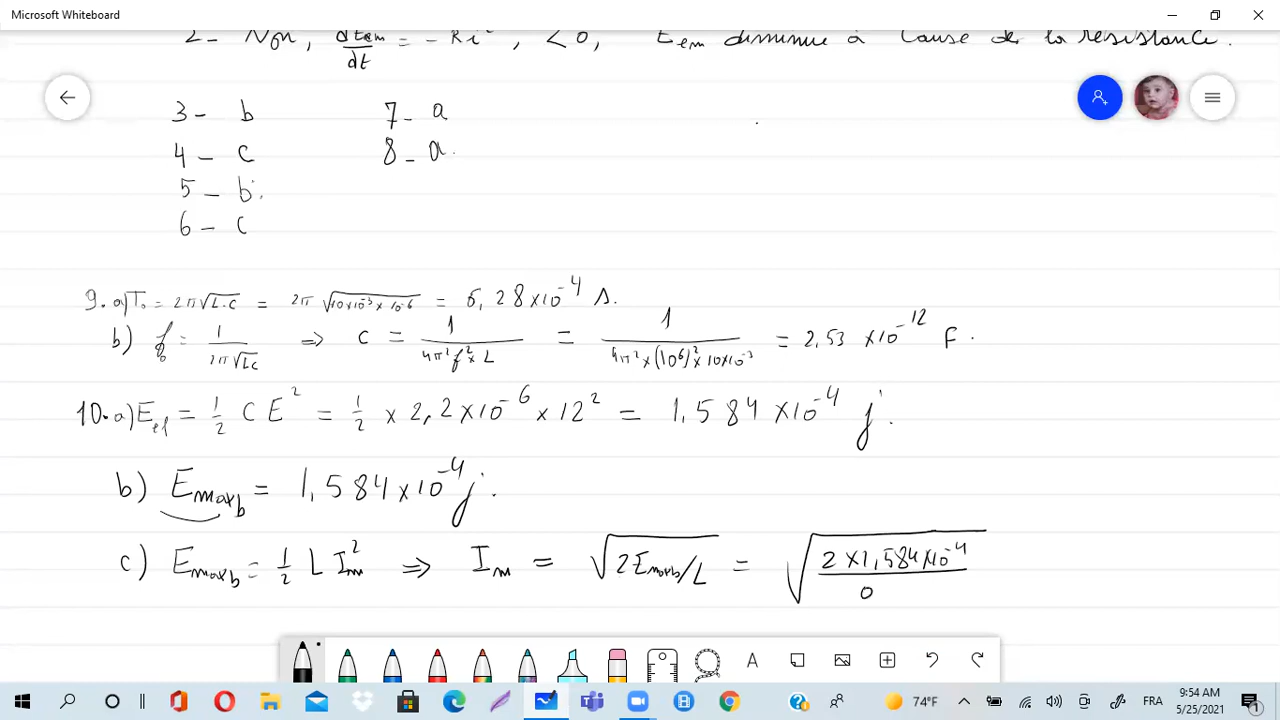 Microsoft Whiteboard
2- Non, dEem/dt = - Ri², <0, Eem diminue à cause de la résistance.
3 - b 7 - a
4 - c 8 - a.
5 - b.
6 - c
9. a) T₀ = 2π√L.C = 2π √10×10⁻³×10⁻⁶ = 6,28×10⁻⁴ s.
b) f = 1/2π√LC ⇒ C = 1/4π²f²×L = 1/4π²×(10⁶)²×10×10⁻³ = 2,53 ×10⁻¹² F.
10. a) Eel = 1/2 C E² = 1/2 × 2,2×10⁻⁶ × 12² = 1,584 ×10⁻⁴ j.
b) Emaxb = 1,584×10⁻⁴ j.
c) Emaxb = 1/2 L Im² ⇒ Im = √2Emaxb/L = √2×1,584×10⁻⁴/0
A
74°F
FRA
9:54 AM
5/25/2021